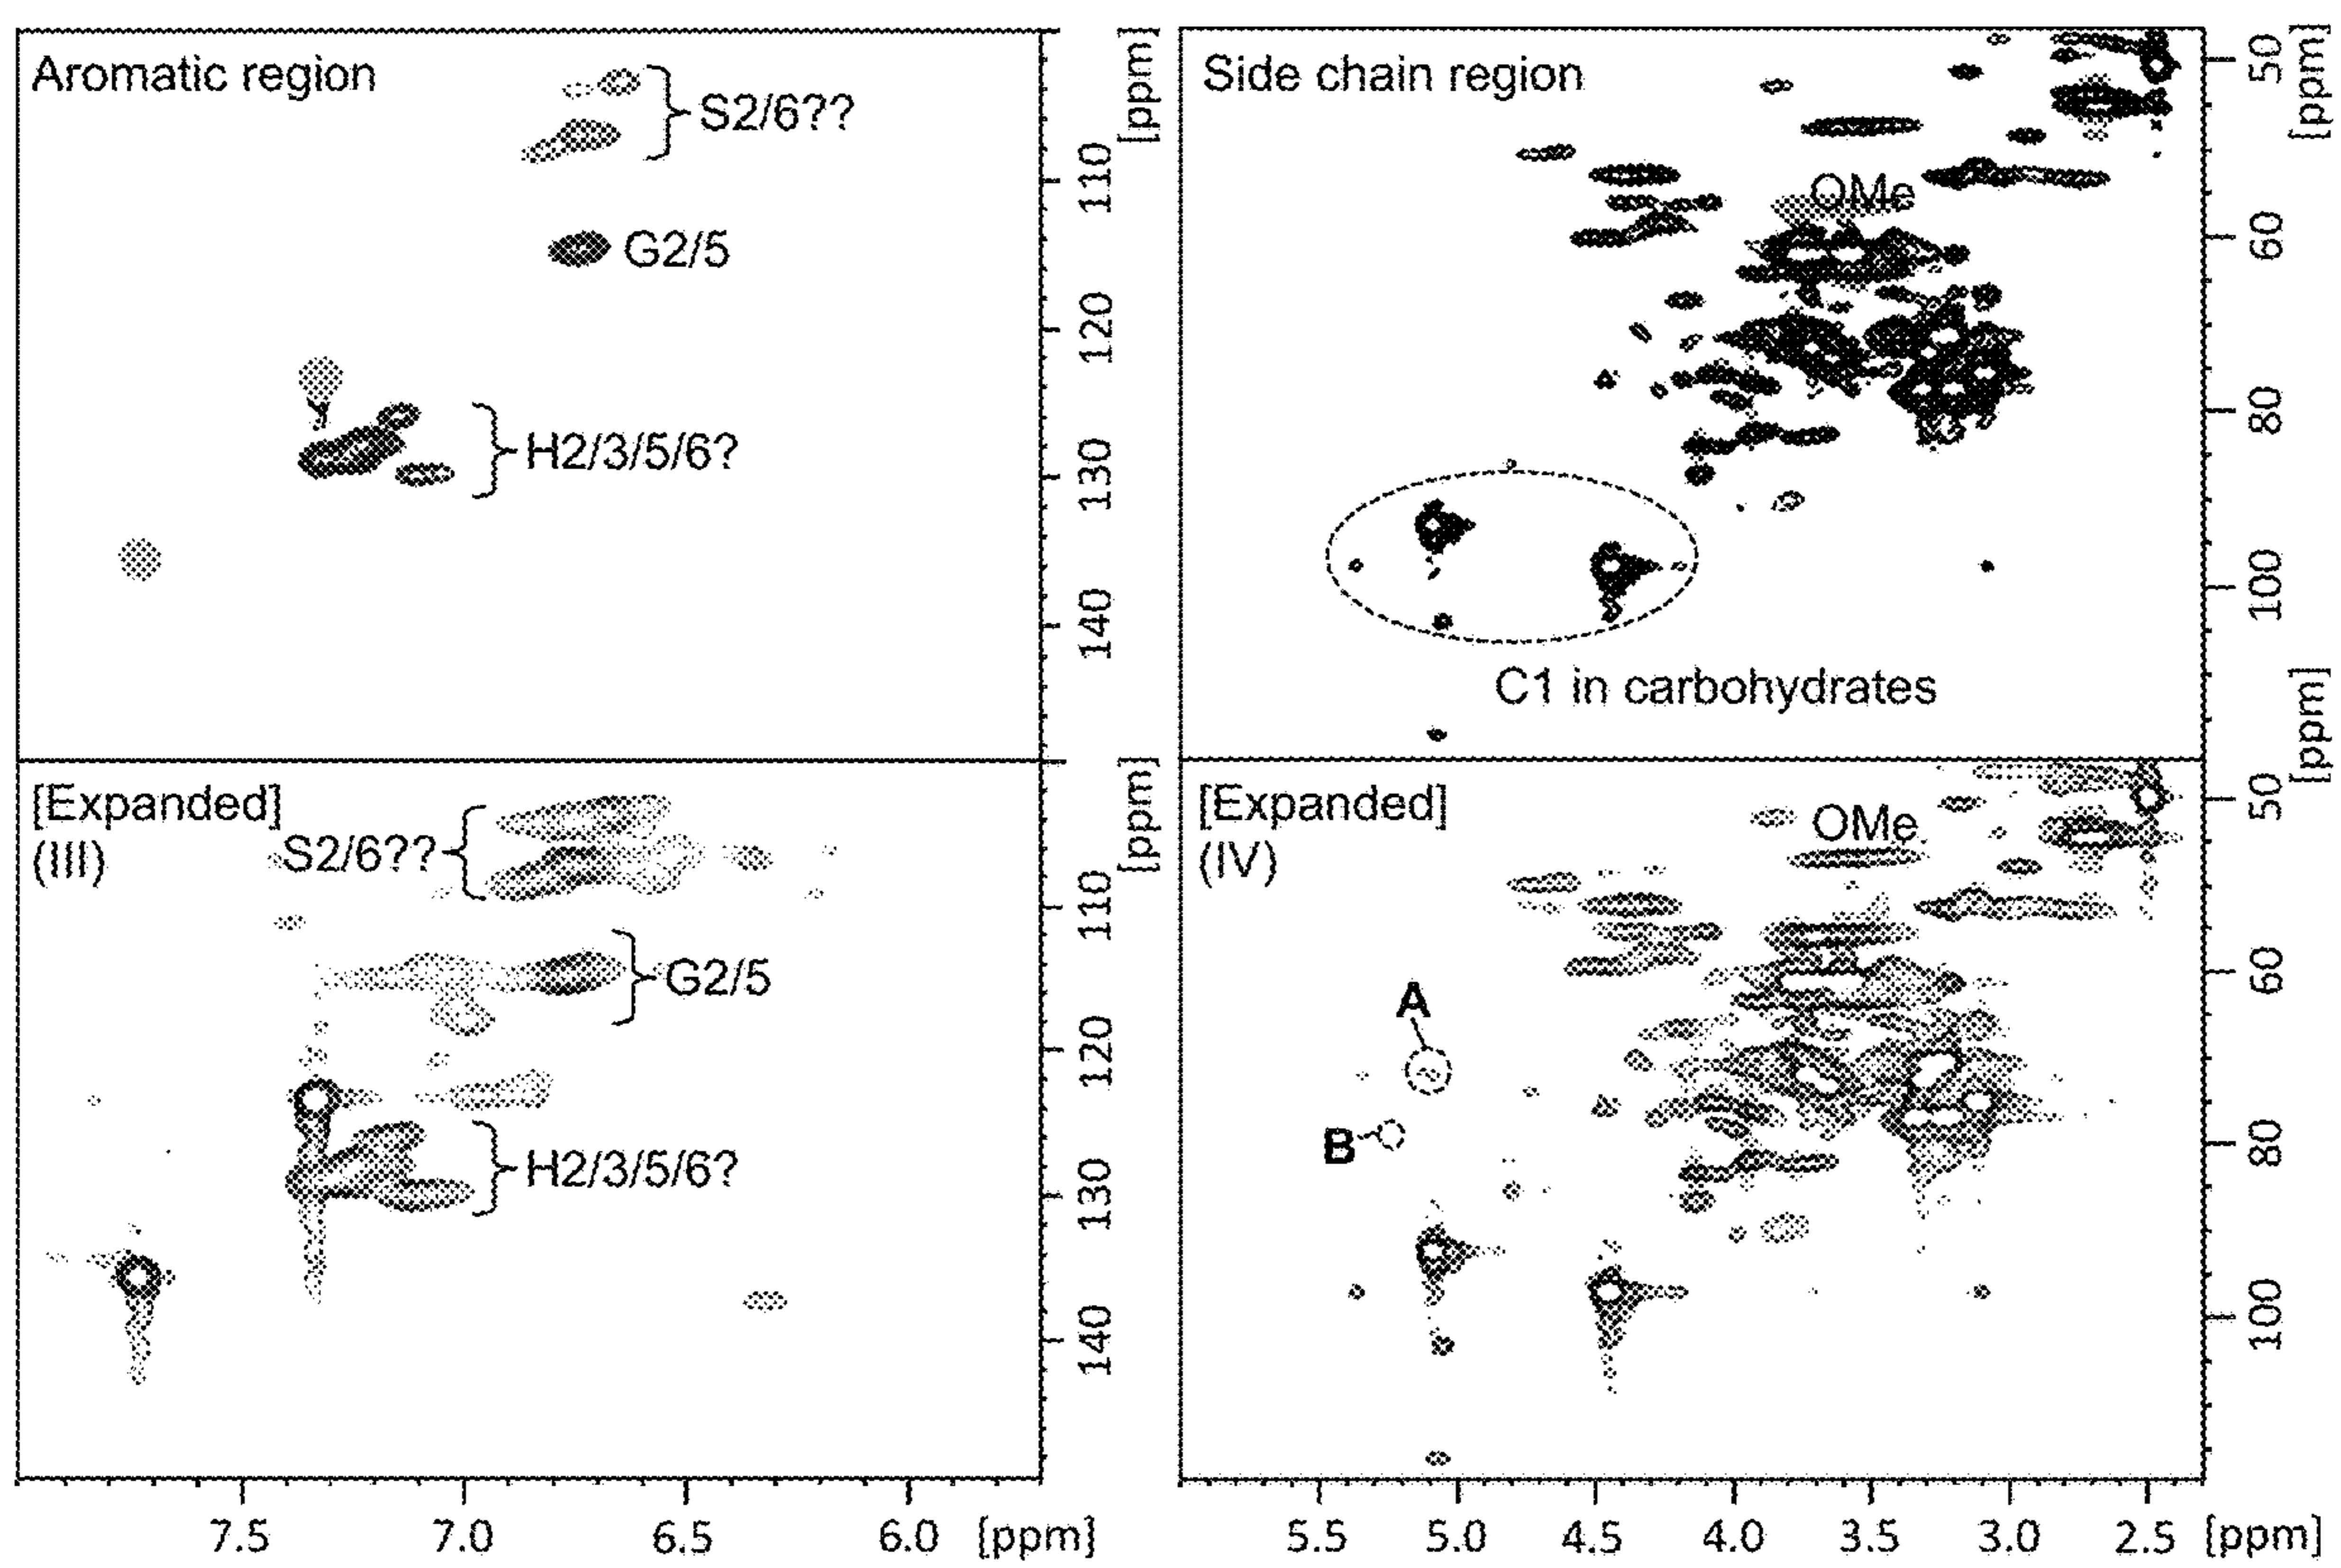 Aromatic region
S2/6??
G2/5
H2/3/5/6?
[ppm]
110
120
130
140
Side chain region
OMe
C1 in carbohydrates
[ppm]
50
60
80
100
[ppm]
[Expanded]
(III)
S2/6??
G2/5
H2/3/5/6?
[ppm]
110
120
130
140
7.5 7.0 6.5 6.0 [ppm]
[Expanded]
(IV)
OMe
A
B
50
60
80
100
5.5 5.0 4.5 4.0 3.5 3.0 2.5 [ppm]